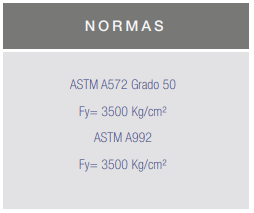 NORMAS
ASTM A572 Grado 50
Fy= 3500 Kg/cm²
ASTM A992
Fy= 3500 Kg/cm²